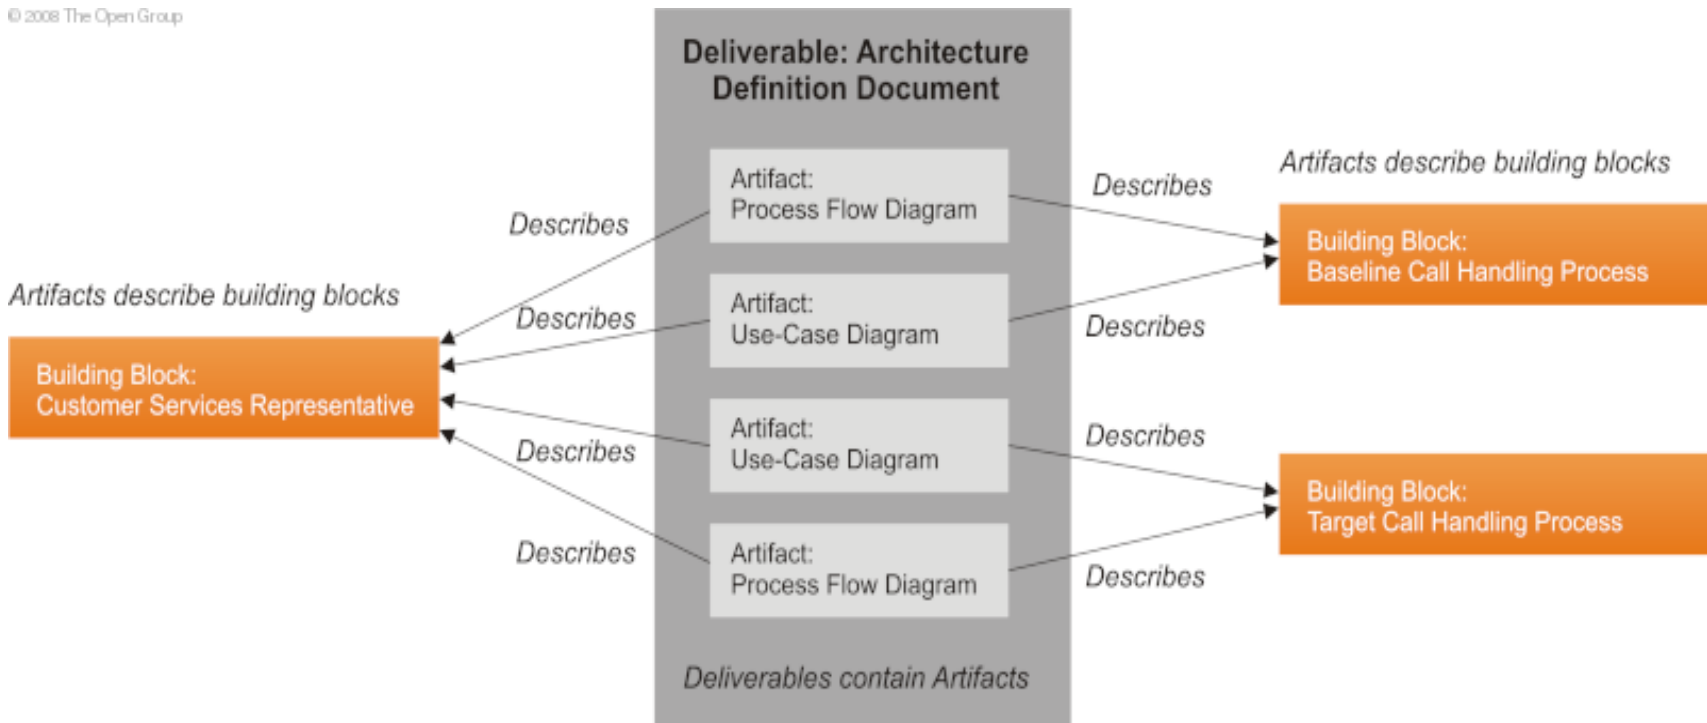 © 2008 The Open Group
Deliverable: Architecture
Definition Document
Artifact:
Process Flow Diagram
Describes
Describes
Artifacts describe building blocks
Building Block:
Baseline Call Handling Process
Artifacts describe building blocks
Describes
Artifact:
Use-Case Diagram
Describes
Building Block:
Customer Services Representative
Artifact:
Use-Case Diagram
Describes
Describes
Building Block:
Target Call Handling Process
Describes
Artifact:
Process Flow Diagram
Describes
Deliverables contain Artifacts